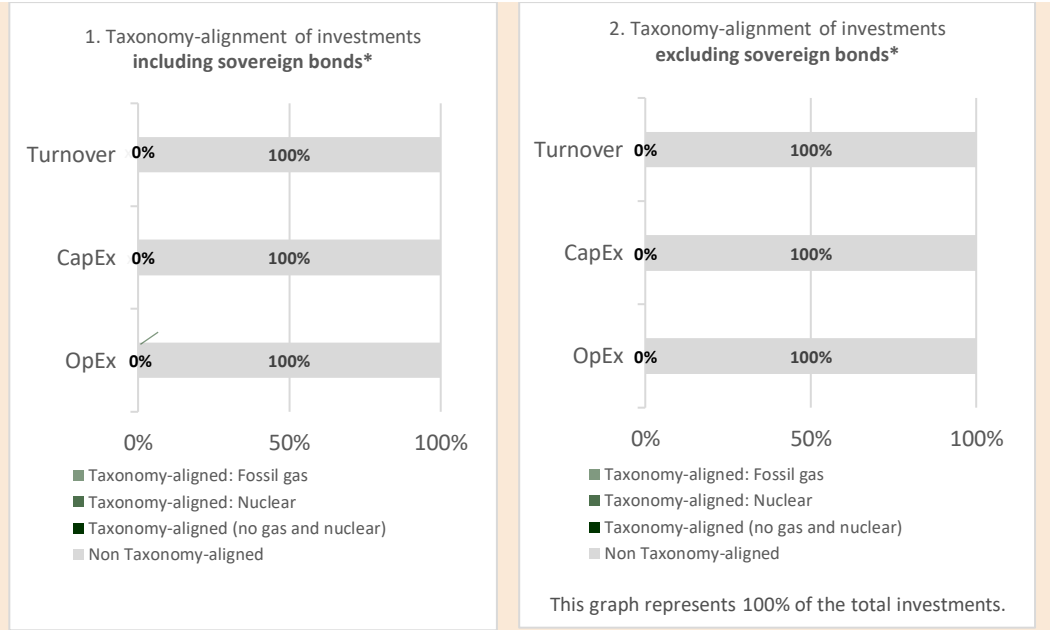 1. Taxonomy-alignment of investments
including sovereign bonds*
Turnover 0% 100%
CapEx 0% 100%
OpEx 0% 100%
0% 50% 100%
Taxonomy-aligned: Fossil gas
Taxonomy-aligned: Nuclear
Taxonomy-aligned (no gas and nuclear)
Non Taxonomy-aligned
2. Taxonomy-alignment of investments
excluding sovereign bonds*
Turnover 0% 100%
CapEx 0% 100%
OpEx 0% 100%
0% 50% 100%
Taxonomy-aligned: Fossil gas
Taxonomy-aligned: Nuclear
Taxonomy-aligned (no gas and nuclear)
Non Taxonomy-aligned
This graph represents 100% of the total investments.